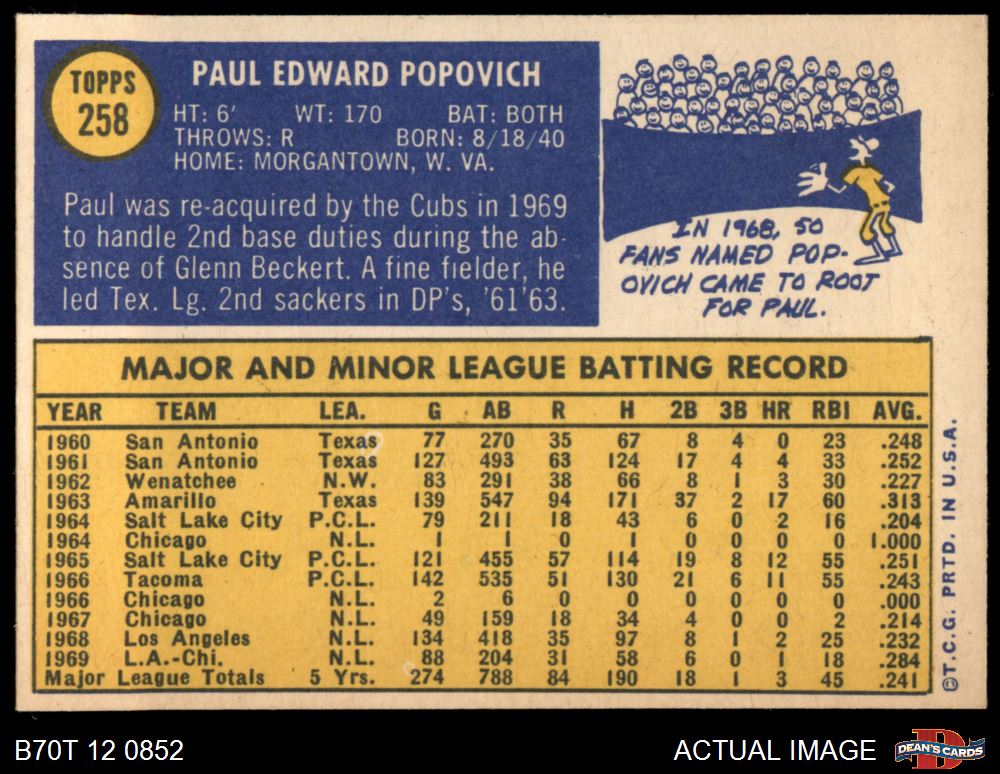 TOPPS
258
PAUL EDWARD POPOVICH
HT: 6' WT: 170 BAT: BOTH
THROWS: R BORN: 8/18/40
HOME: MORGANTOWN, W. VA.
Paul was re-acquired by the Cubs in 1969
to handle 2nd base duties during the ab-
sence of Glenn Beckert. A fine fielder, he
led Tex. Lg. 2nd sackers in DP's, '61'63.
IN 1968, 50
FANS NAMED POP-
OVICH CAME TO ROOT
FOR PAUL.
MAJOR AND MINOR LEAGUE BATTING RECORD
YEAR TEAM LEA. G AB R H 2B 3B HR RBI AVG.
1960 San Antonio Texas 77 270 35 67 8 4 0 23 .248
1961 San Antonio Texas 127 493 63 124 17 4 4 33 .252
1962 Wenatchee N.W. 83 291 38 66 8 1 3 30 .227
1963 Amarillo Texas 139 547 94 171 37 2 17 60 .313
1964 Salt Lake City P.C.L. 79 211 18 43 6 0 2 16 .204
1964 Chicago N.L. 1 1 0 1 0 0 0 0 1.000
1965 Salt Lake City P.C.L. 121 455 57 114 19 8 12 55 .251
1966 Tacoma P.C.L. 142 535 51 130 21 6 11 55 .243
1966 Chicago N.L. 2 6 0 0 0 0 0 0 .000
1967 Chicago N.L. 49 159 18 34 4 0 0 2 .214
1968 Los Angeles N.L. 134 418 35 97 8 1 2 25 .232
1969 L.A.-Chi. N.L. 88 204 31 58 6 0 1 18 .284
Major League Totals 5 Yrs. 274 788 84 190 18 1 3 45 .241
©T.C.G. PRTD. IN U.S.A.
B70T 12 0852
ACTUAL IMAGE
D
DEAN'S CARDS